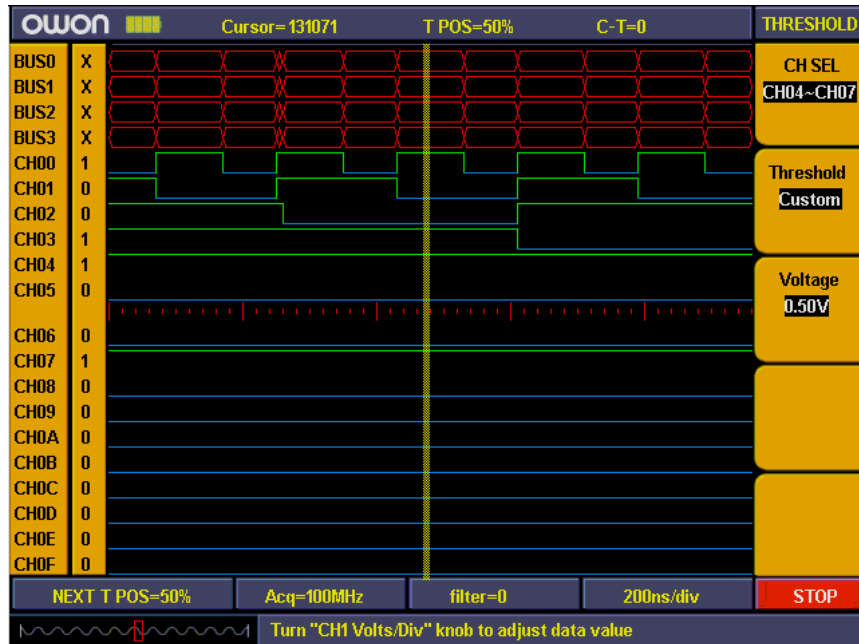 OWON Cursor=131071 T POS=50% C-T=0 THRESHOLD
BUS0 X
BUS1 X
BUS2 X
BUS3 X
CH00 1
CH01 0
CH02 0
CH03 1
CH04 1
CH05 0
CH06 0
CH07 1
CH08 0
CH09 0
CH0A 0
CH0B 0
CH0C 0
CH0D 0
CH0E 0
CH0F 0
CH SEL
CH04~CH07
Threshold
Custom
Voltage
0.50V
NEXT T POS=50% Acq=100MHz filter=0 200ns/div STOP
Turn "CH1 Volts/Div" knob to adjust data value